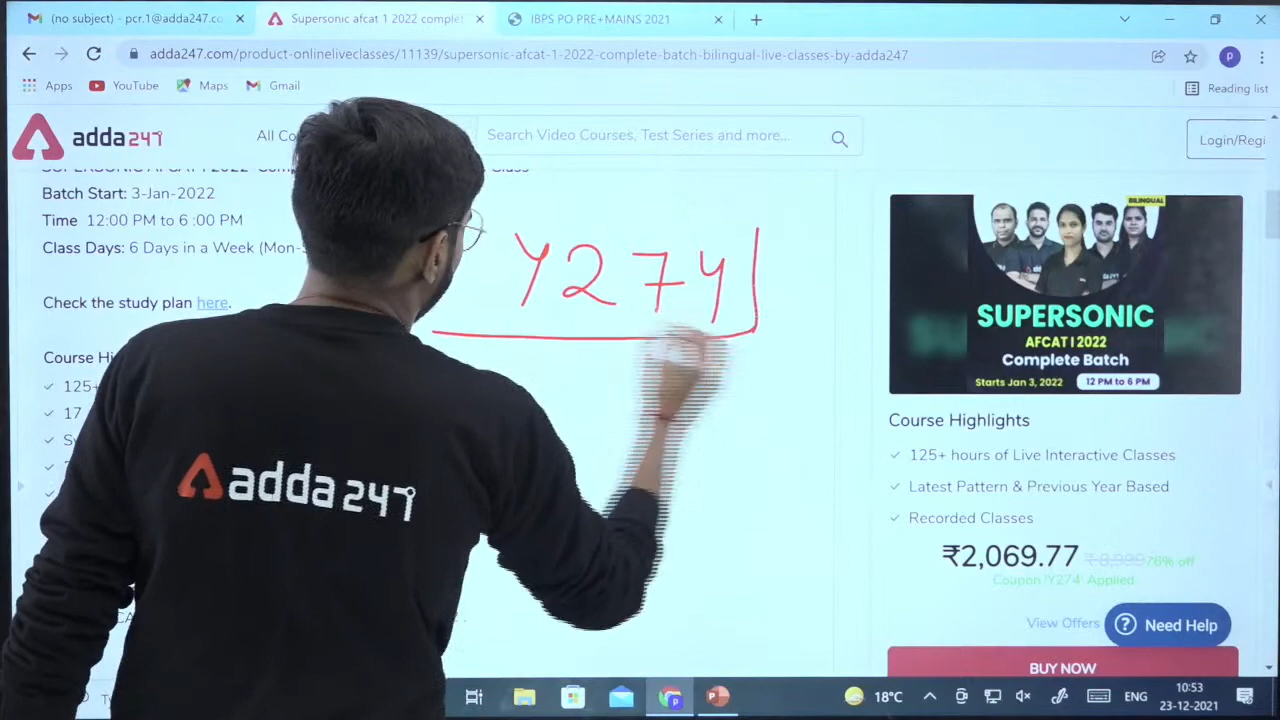 (no subject) - pcr.1@adda247.co
Supersonic afcat 1 2022 complet
IBPS PO PRE+MAINS 2021
adda247.com/product-onlineliveclasses/11139/supersonic-afcat-1-2022-complete-batch-bilingual-live-classes-by-adda247
P
Apps YouTube Maps Gmail
Reading list
adda247
All Co
Search Video Courses, Test Series and more...
Login/Regi
Batch Start: 3-Jan-2022
Time 12:00 PM to 6 :00 PM
Class Days: 6 Days in a Week (Mon-S
Check the study plan here.
Course Hi
125+
17
Sy
Y274
BILINGUAL
SUPERSONIC
AFCAT I 2022
Complete Batch
Starts Jan 3, 2022 12 PM to 6 PM
Course Highlights
125+ hours of Live Interactive Classes
Latest Pattern & Previous Year Based
Recorded Classes
₹2,069.77 ₹8,999 76% off
Coupon 'Y274' Applied
View Offers
Need Help
BUY NOW
adda247
18°C
ENG
10:53
23-12-2021